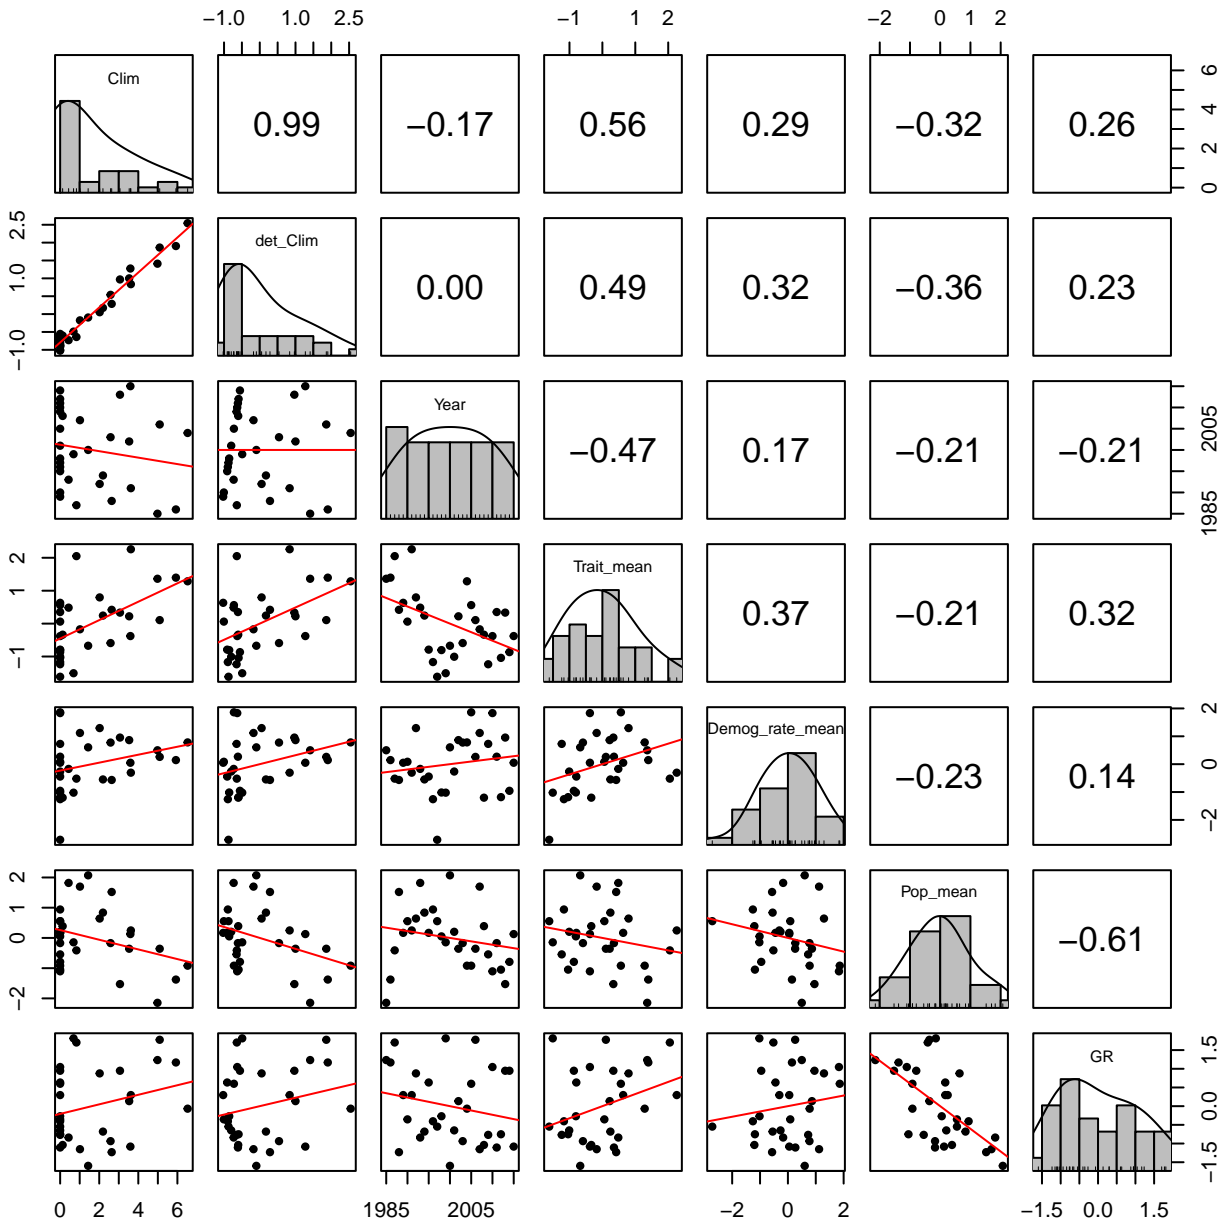 −1.0 1.0 2.5 −1 1 2 −2 0 2
Clim 0.99 −0.17 0.56 0.29 −0.32 0.26 0 2 4 6
−1.0 1.0 2.5 det_Clim 0.00 0.49 0.32 −0.36 0.23
Year −0.47 0.17 −0.21 −0.21 1985 2005
−1 1 2 Trait_mean 0.37 −0.21 0.32
Demog_rate_mean −0.23 0.14 −2 0 2
−2 0 1 2 Pop_mean −0.61
GR −1.5 0.0 1.5
0 2 4 6 1985 2005 −2 0 2 −1.5 0.0 1.5